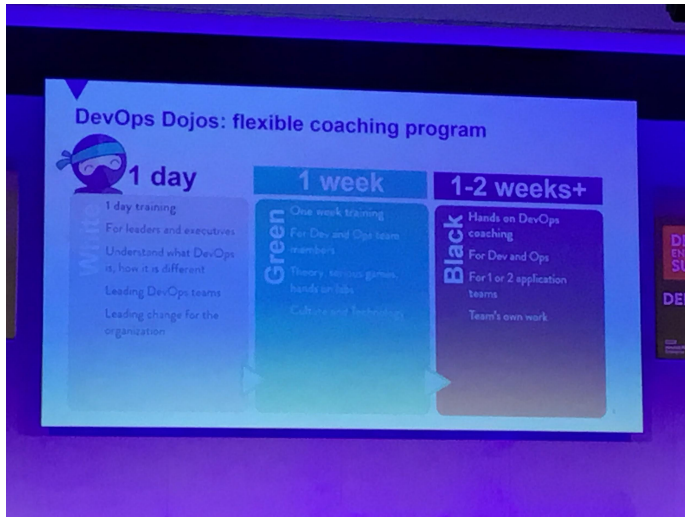 DevOps Dojos: flexible coaching program
1 day
White
1 day training
For leaders and executives
Understand what DevOps
is, how it is different
Leading DevOps teams
Leading change for the
organization
1 week
Green
One week training
For Dev and Ops team
members
Theory, serious games,
hands on labs
Culture and Technology
1-2 weeks+
Black
Hands on DevOps
coaching
For Dev and Ops
For 1 or 2 application
teams
Team's own work